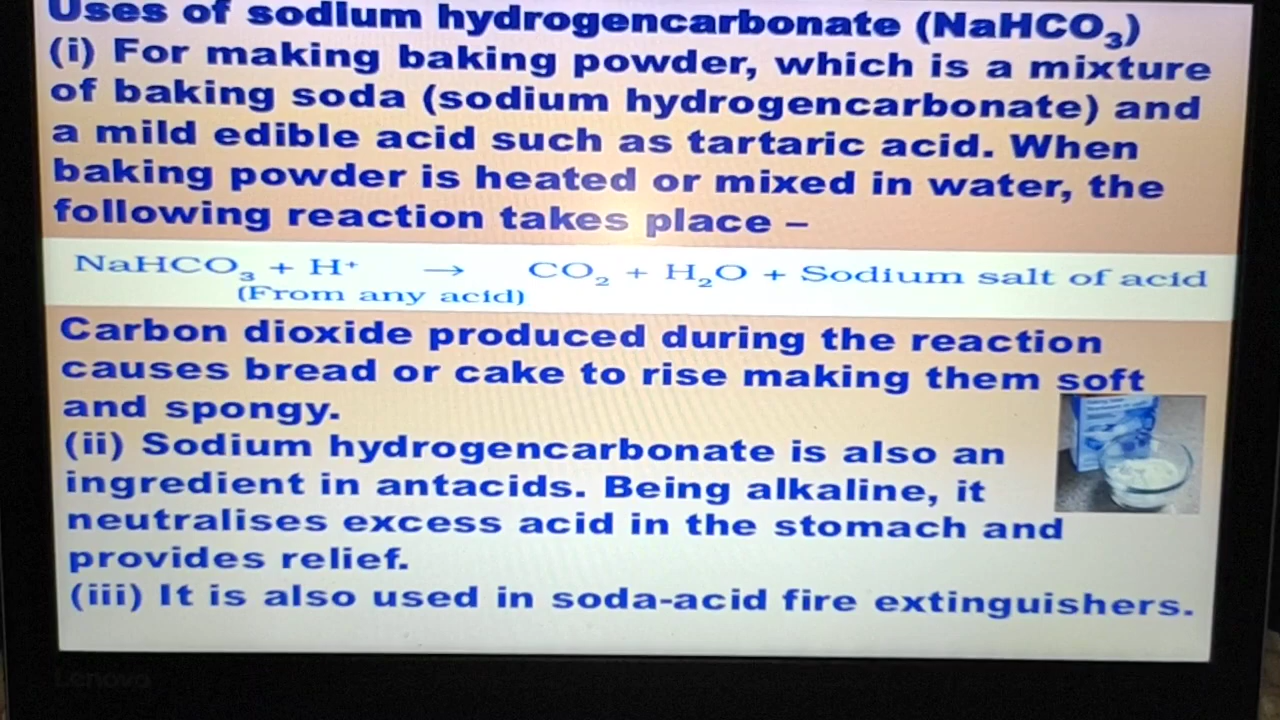 Uses of sodium hydrogencarbonate (NaHCO₃)
(i) For making baking powder, which is a mixture
of baking soda (sodium hydrogencarbonate) and
a mild edible acid such as tartaric acid. When
baking powder is heated or mixed in water, the
following reaction takes place –
NaHCO₃ + H⁺ → CO₂ + H₂O + Sodium salt of acid
(From any acid)
Carbon dioxide produced during the reaction
causes bread or cake to rise making them soft
and spongy.
(ii) Sodium hydrogencarbonate is also an
ingredient in antacids. Being alkaline, it
neutralises excess acid in the stomach and
provides relief.
(iii) It is also used in soda-acid fire extinguishers.
Lenovo